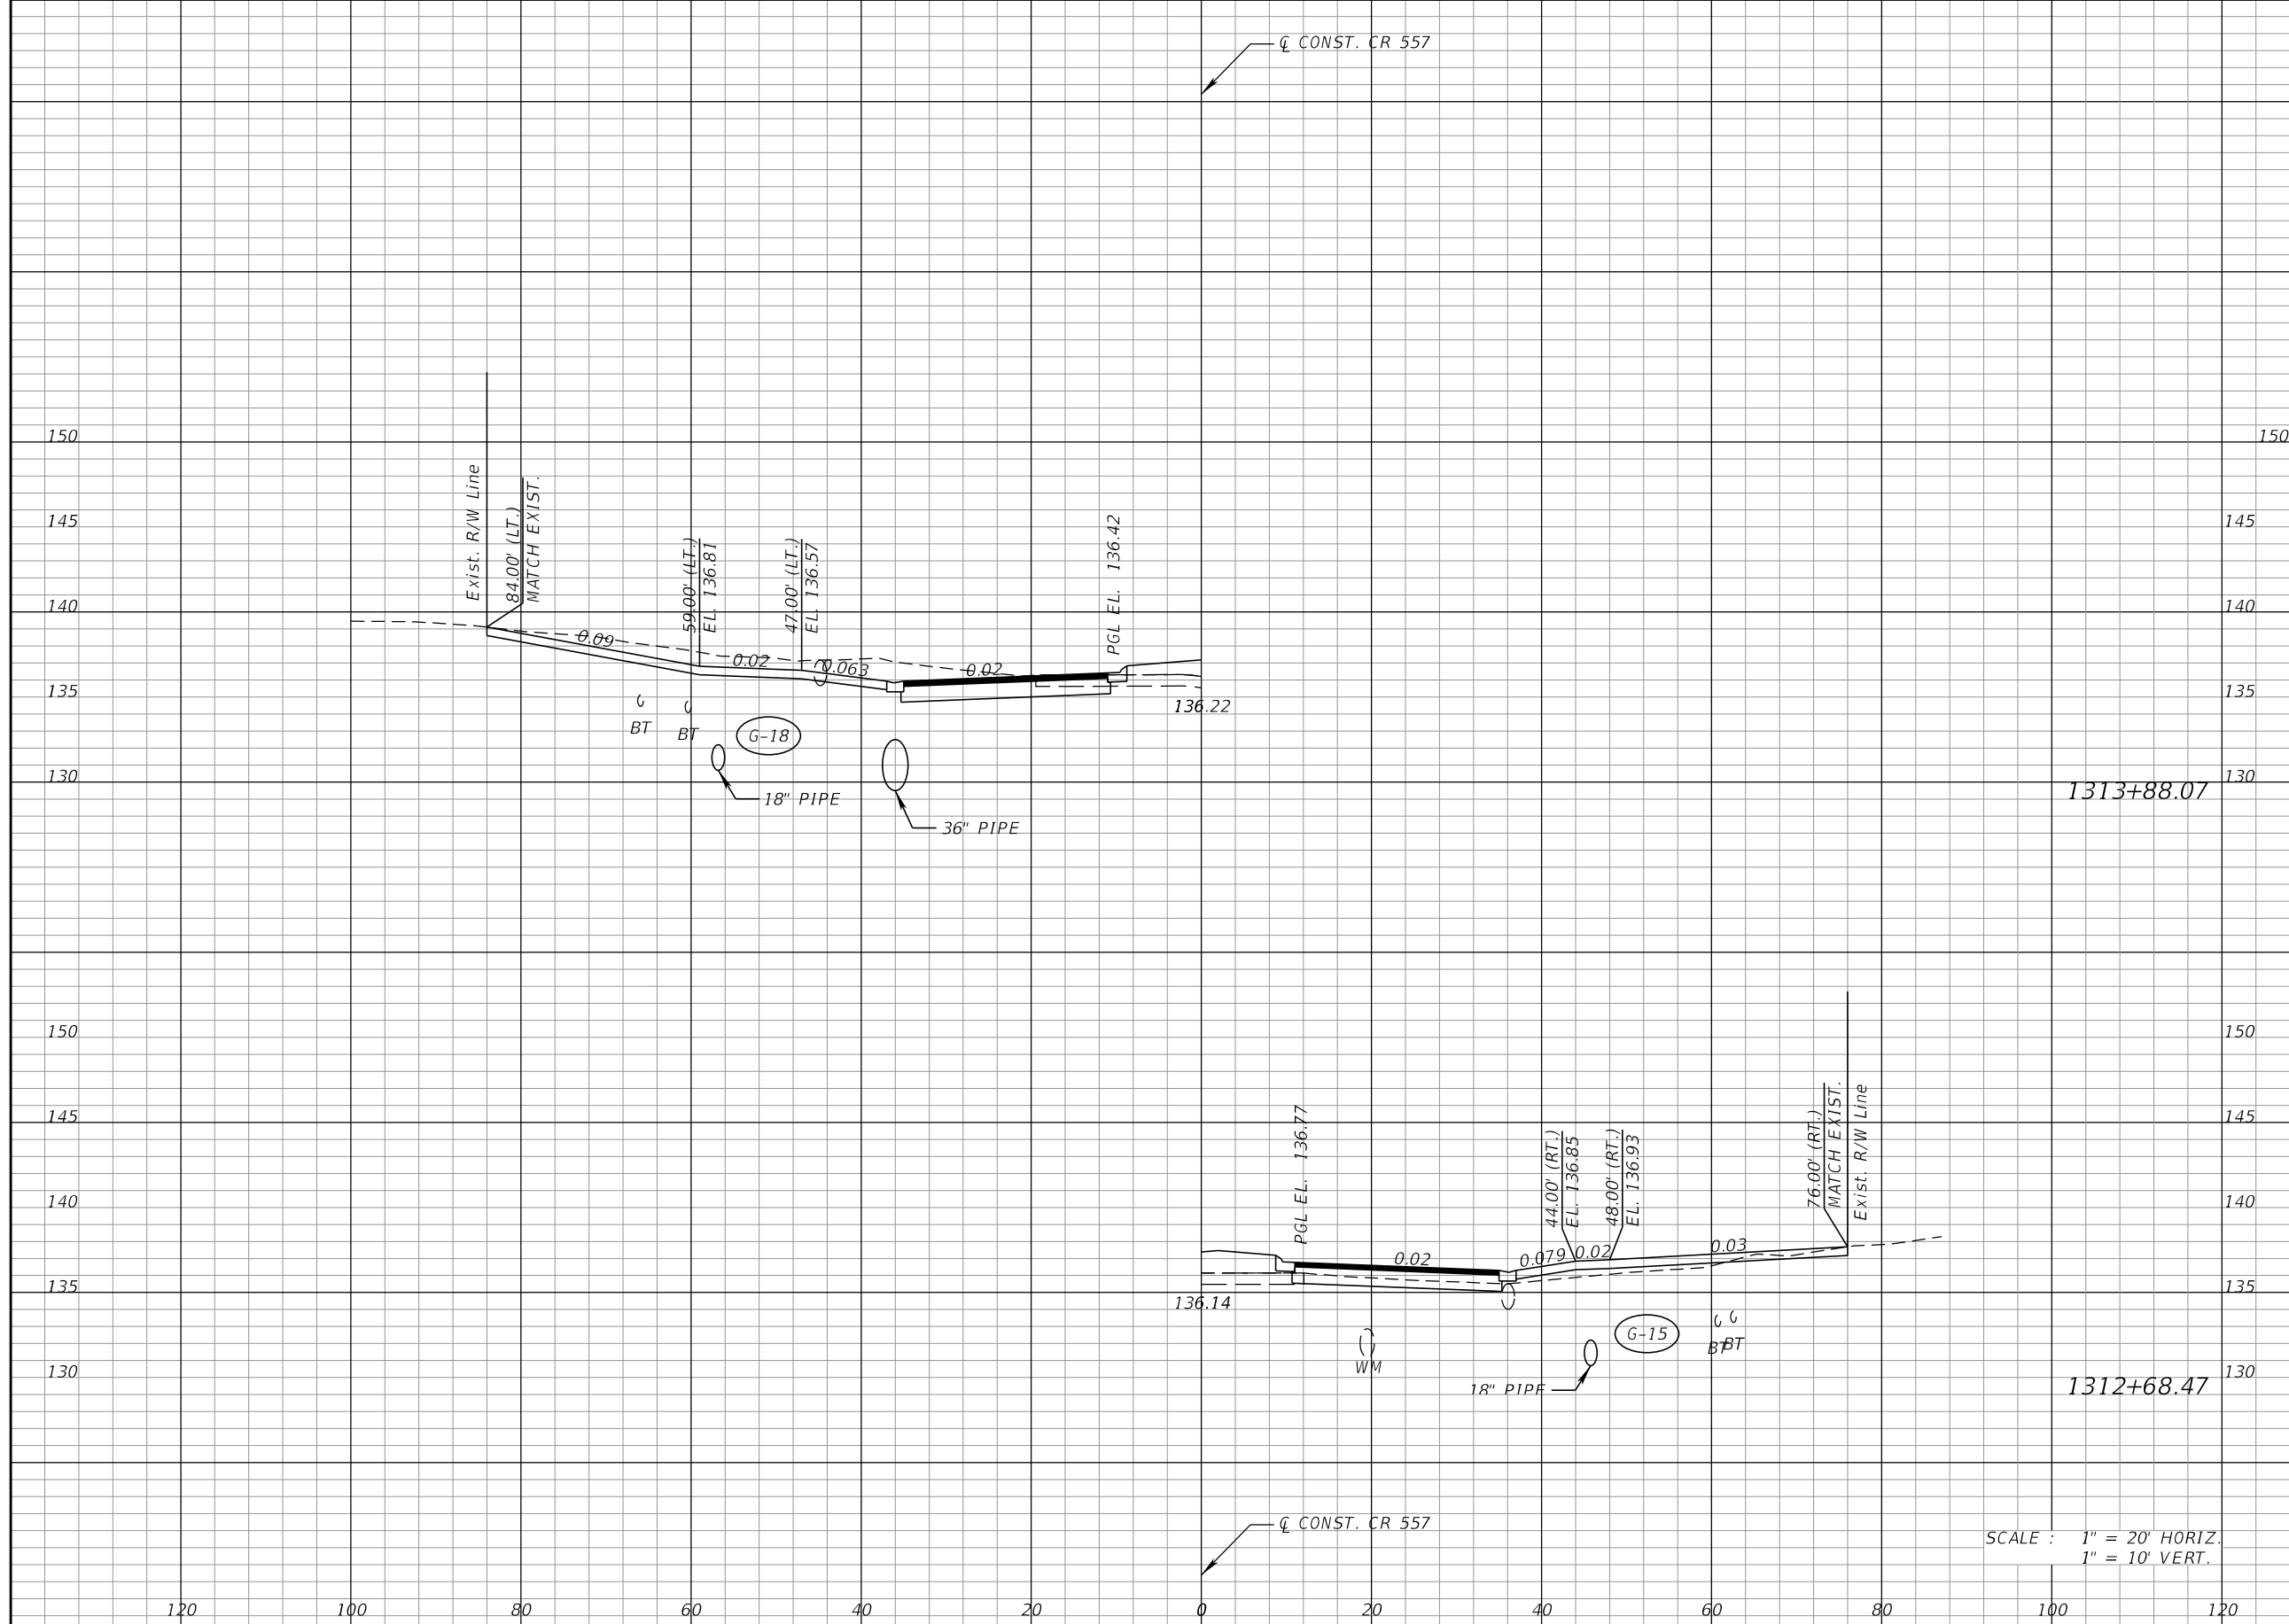 ℄ CONST. CR 557
150
150
145
145
140
140
135
135
130
130
Exist. R/W Line
84.00' (LT.)
MATCH EXIST.
59.00' (LT.)
EL. 136.81
47.00' (LT.)
EL. 136.57
PGL EL. 136.42
0.09
0.02
0.063
0.02
136.22
BT
BT
G-18
18" PIPE
36" PIPE
1313+88.07
150
150
145
145
140
140
135
135
130
130
PGL EL. 136.77
44.00' (RT.)
EL. 136.85
48.00' (RT.)
EL. 136.93
76.00' (RT.)
MATCH EXIST.
Exist. R/W Line
0.02
0.079
0.02
0.03
136.14
WM
G-15
BT
BT
18" PIPE
1312+68.47
℄ CONST. CR 557
SCALE : 1" = 20' HORIZ.
1" = 10' VERT.
120 100 80 60 40 20 0 20 40 60 80 100 120